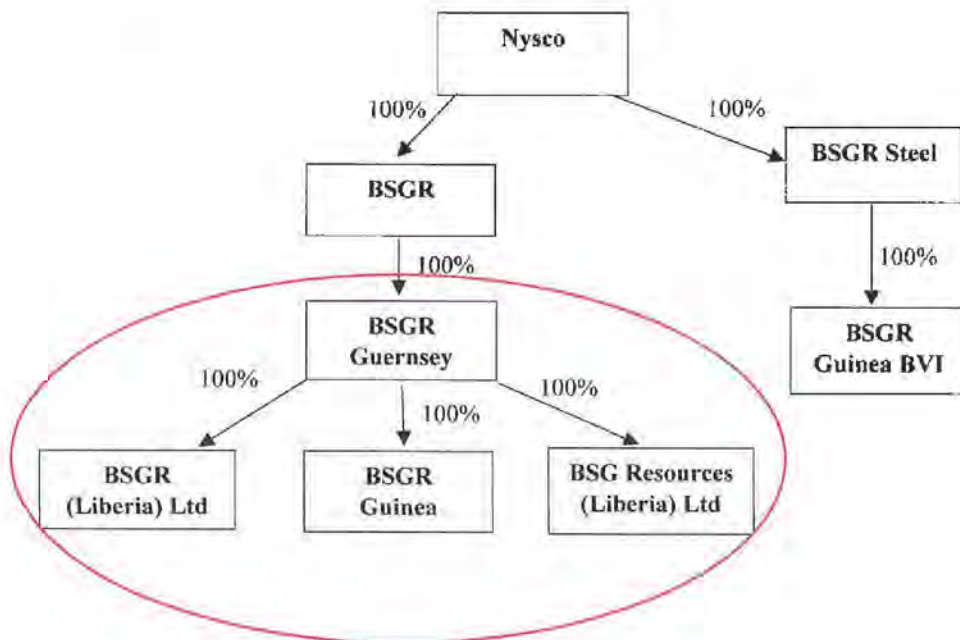 Nysco
100%
100%
BSGR Steel
BSGR
100%
100%
BSGR
Guernsey
BSGR
Guinea BVI
100%
100%
100%
BSGR
(Liberia) Ltd
BSGR
Guinea
BSG Resources
(Liberia) Ltd